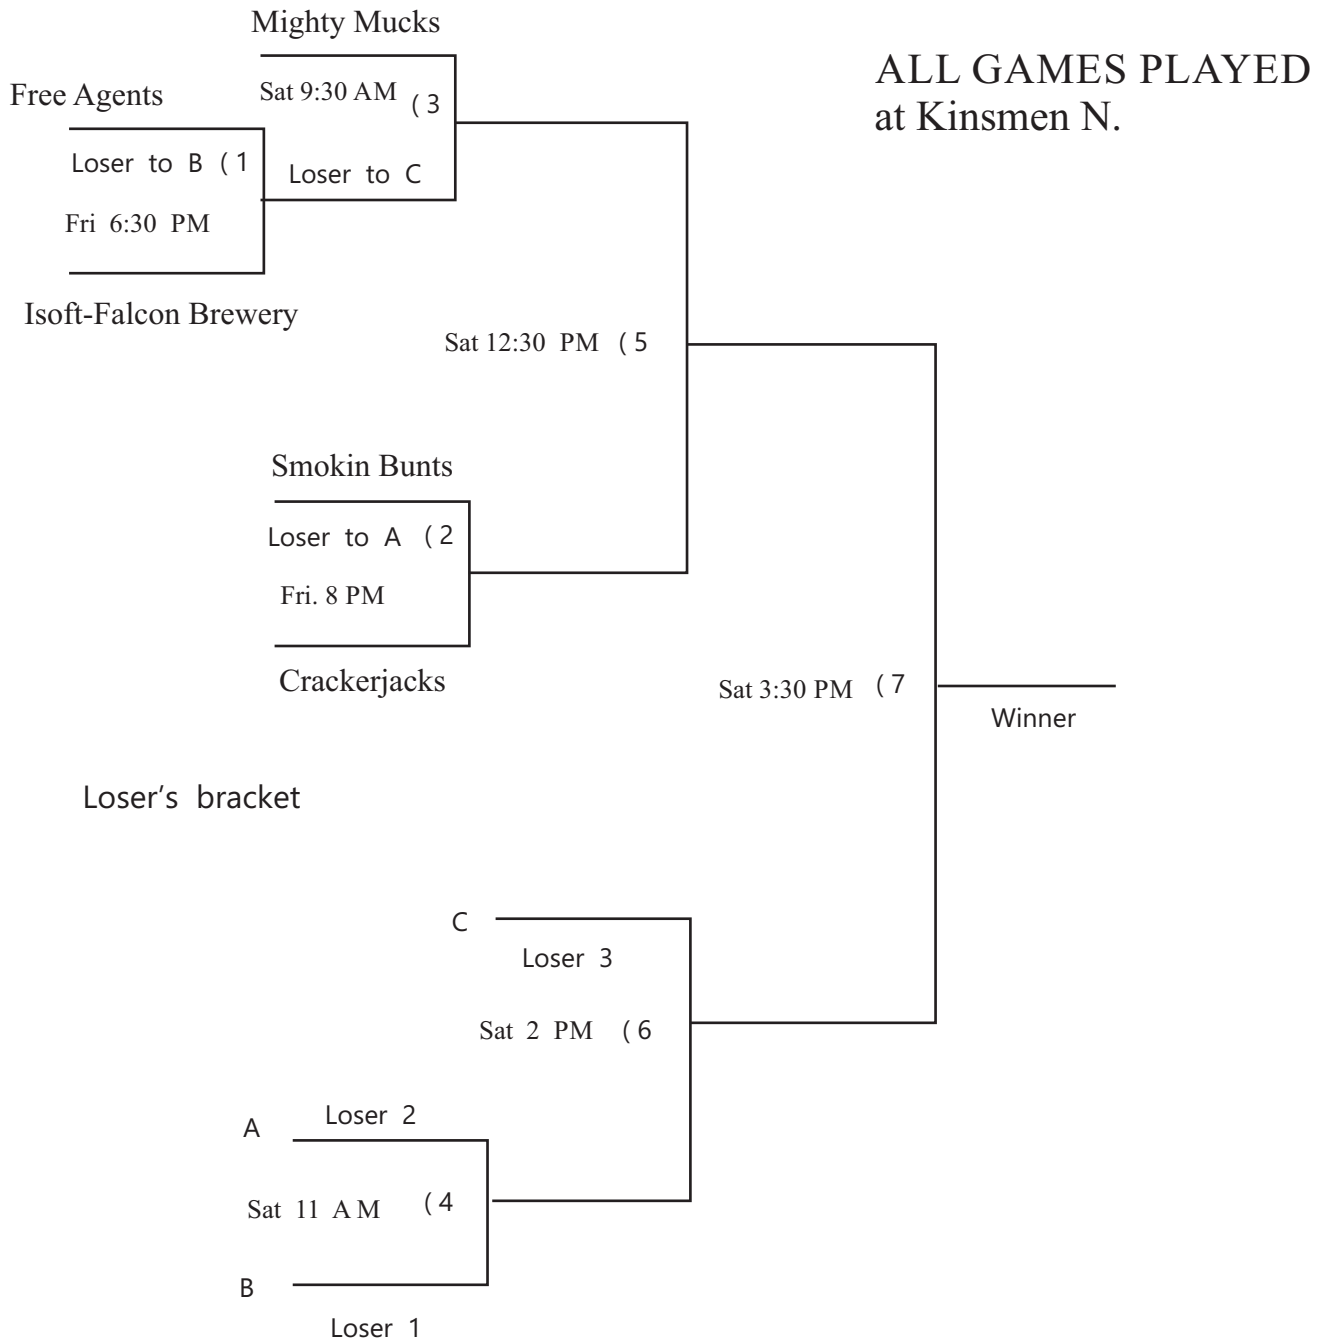 Mighty Mucks
ALL GAMES PLAYED
at Kinsmen N.
Free Agents
Sat 9:30 AM (3
Loser to B (1
Loser to C
Fri 6:30 PM
Isoft-Falcon Brewery
Sat 12:30 PM (5
Smokin Bunts
Loser to A (2
Fri. 8 PM
Crackerjacks
Sat 3:30 PM (7
Winner
Loser's bracket
C
Loser 3
Sat 2 PM (6
A
Loser 2
Sat 11 A M (4
B
Loser 1